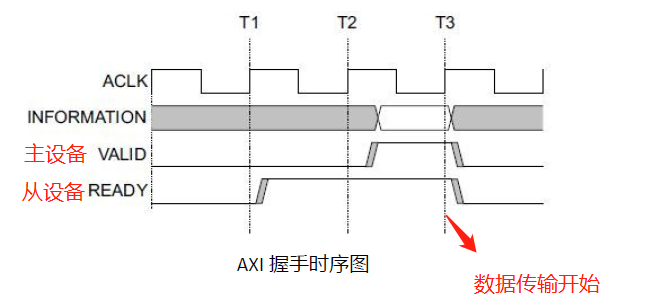 T1 T2 T3
ACLK
INFORMATION
主设备 VALID
从设备 READY
AXI 握手时序图
数据传输开始